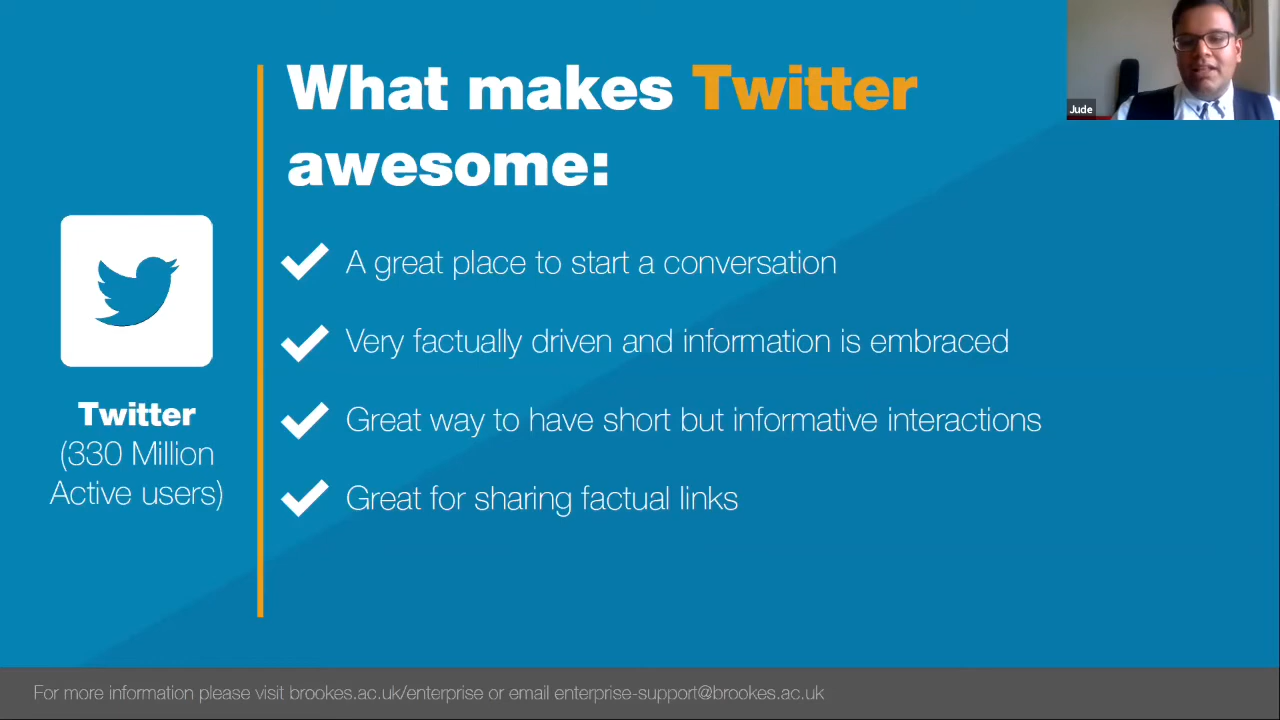 What makes Twitter
awesome:
Jude
A great place to start a conversation
Very factually driven and information is embraced
Great way to have short but informative interactions
Great for sharing factual links
Twitter
(330 Million
Active users)
For more information please visit brookes.ac.uk/enterprise or email enterprise-support@brookes.ac.uk